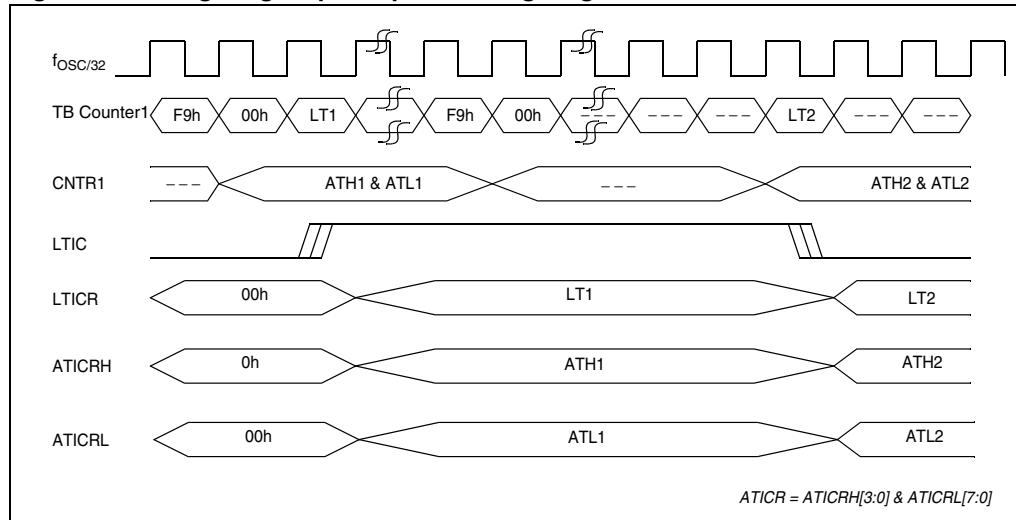 fOSC/32
TB Counter1 F9h 00h LT1 F9h 00h --- --- --- LT2 --- ---
CNTR1 --- ATH1 & ATL1 --- ATH2 & ATL2
LTIC
LTICR 00h LT1 LT2
ATICRH 0h ATH1 ATH2
ATICRL 00h ATL1 ATL2
ATICR = ATICRH[3:0] & ATICRL[7:0]